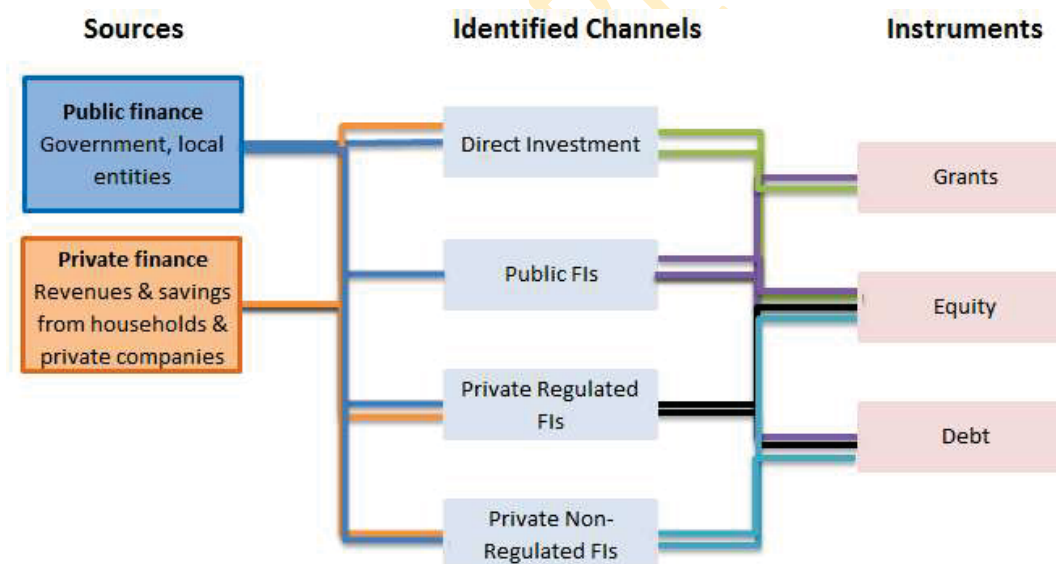 Sources
Identified Channels
Instruments
Public finance
Government, local
entities
Private finance
Revenues & savings
from households &
private companies
Direct Investment
Public FIs
Private Regulated
FIs
Private Non-
Regulated FIs
Grants
Equity
Debt